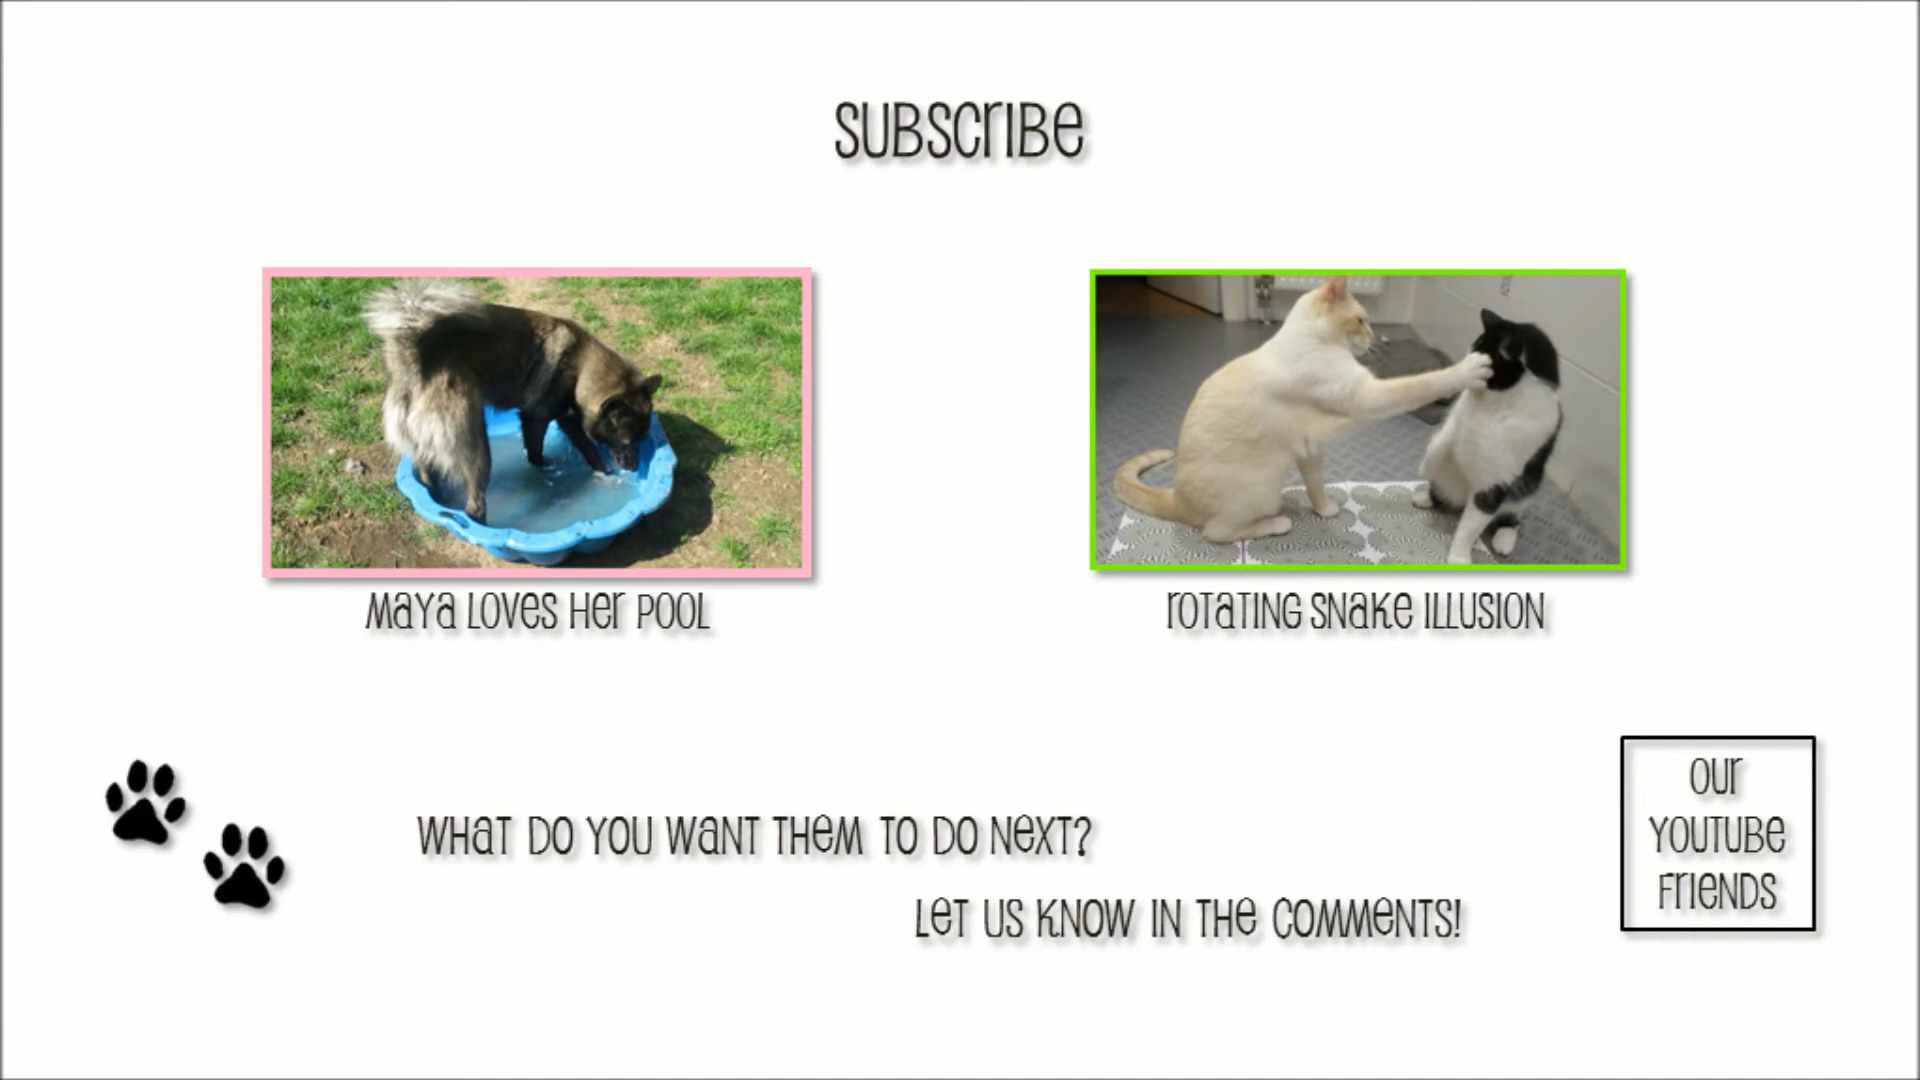 SUBSCRIBE
MAYA LOVES HER POOL
ROTATING SNAKE ILLUSION
WHAT DO YOU WANT THEM TO DO NEXT?
LET US KNOW IN THE COMMENTS!
OUR
YOUTUBE
FRIENDS